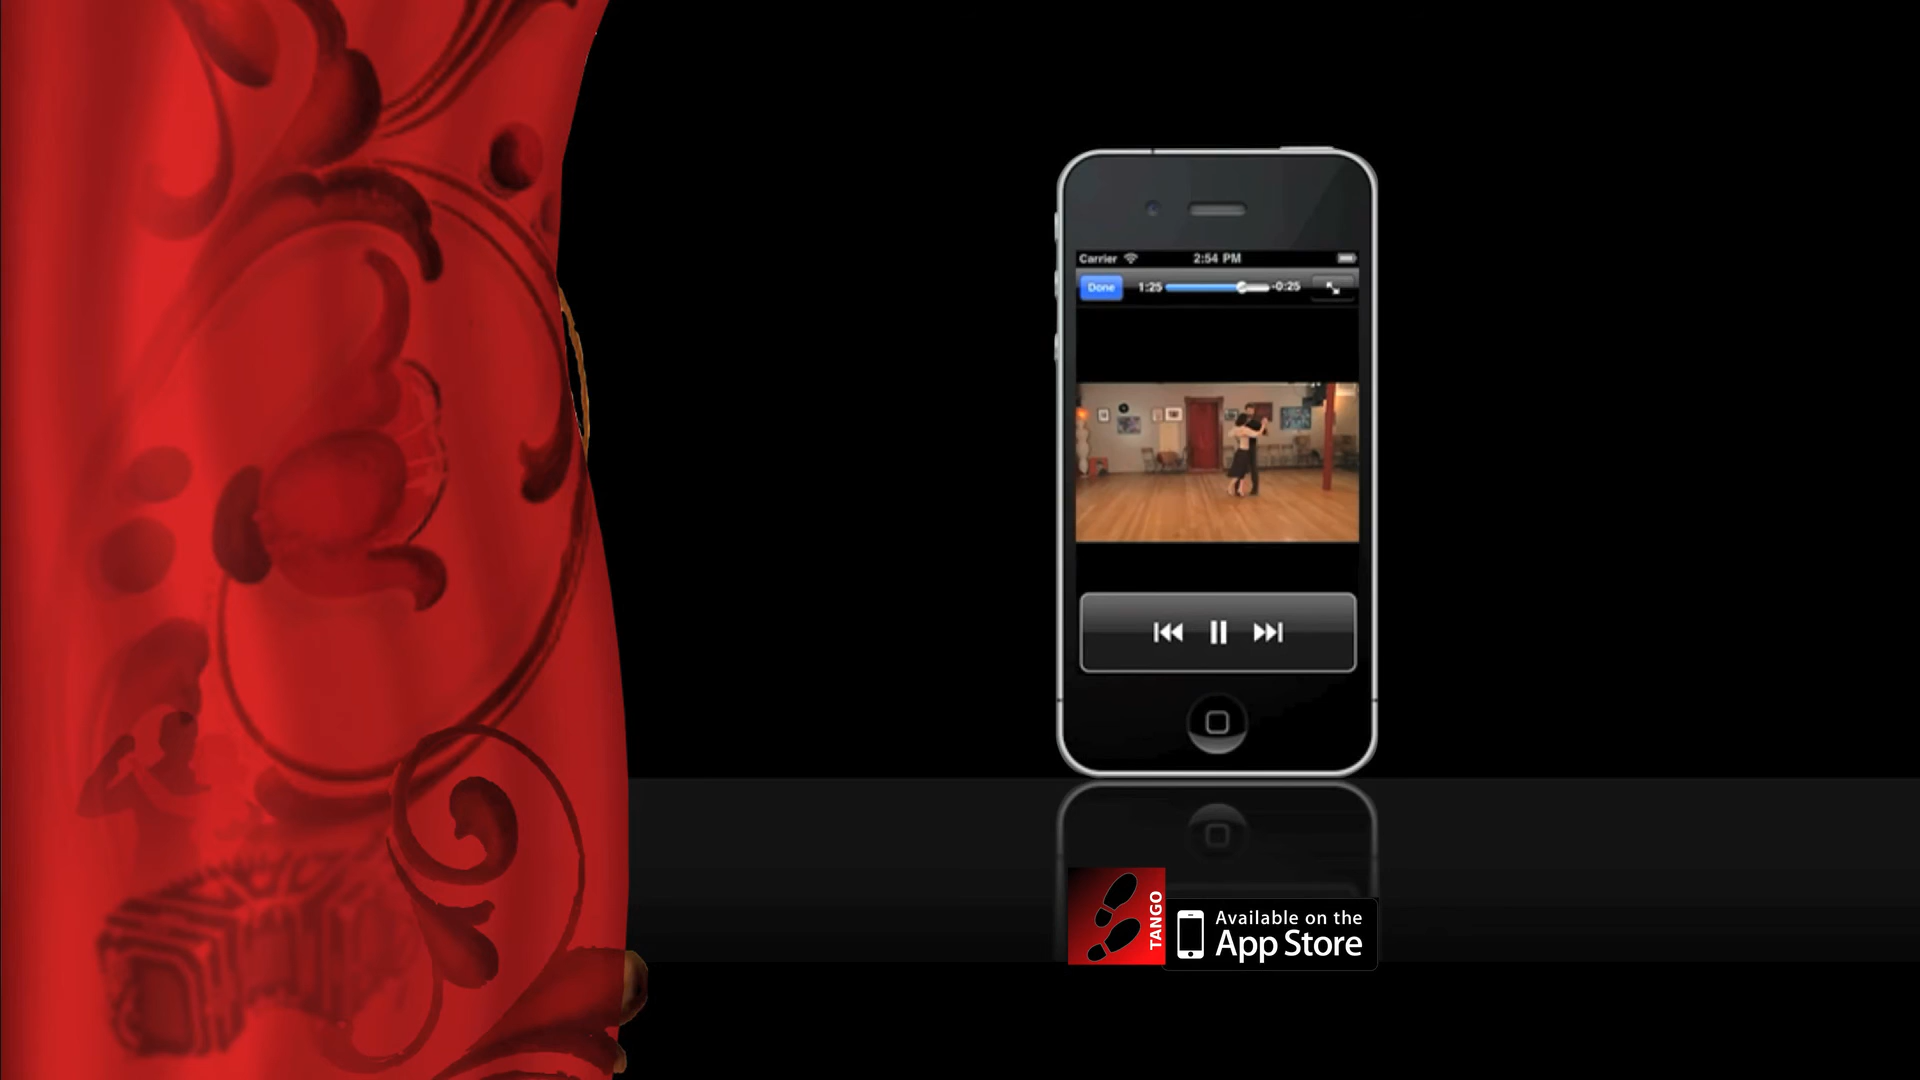 Carrier 2:54 PM
Done 1:25 -0:25
TANGO
Available on the
App Store